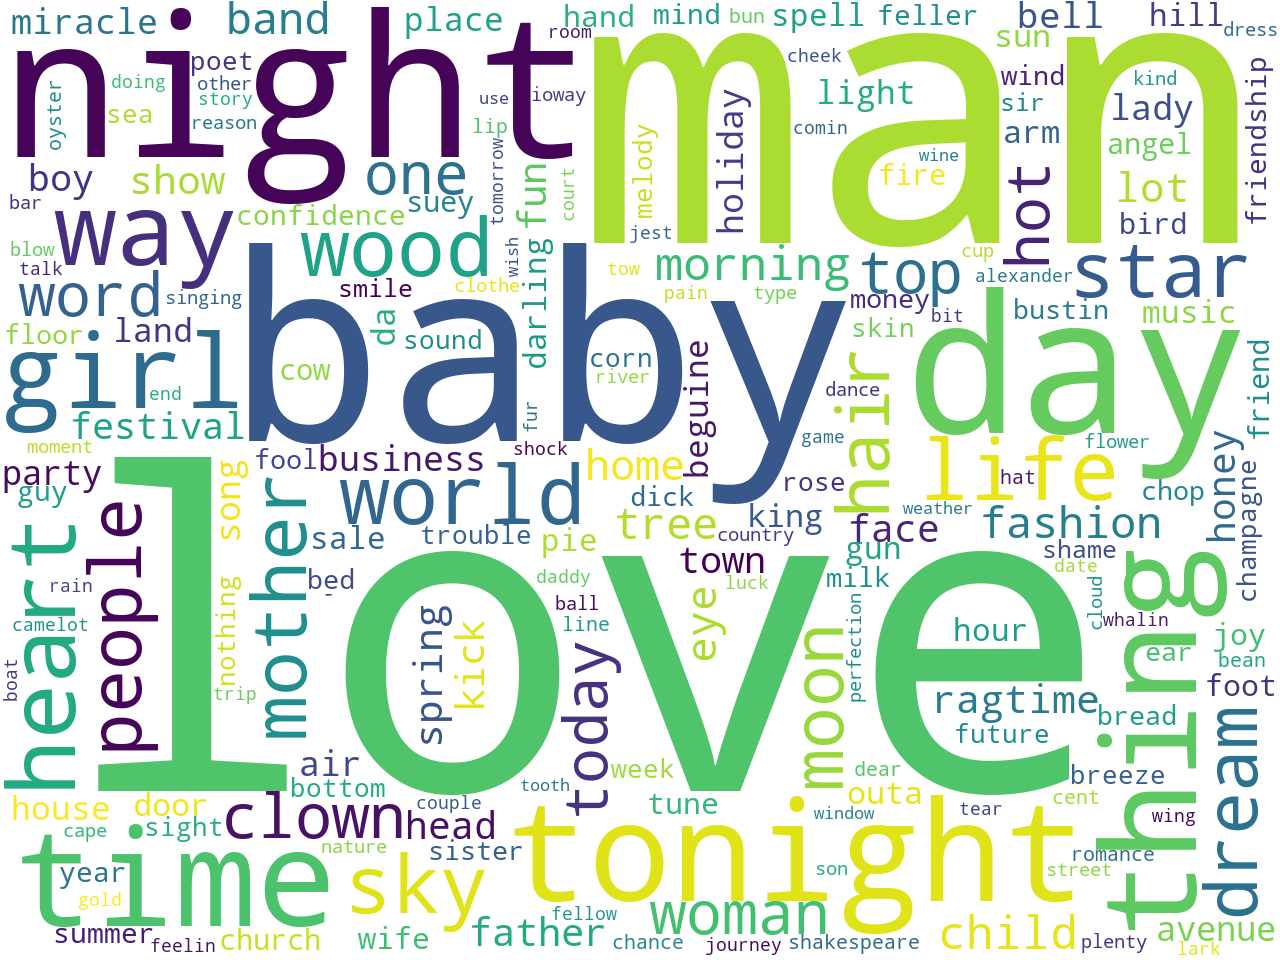 miracle band place hand mind bun spell feller bell hill dress
night man
poet room cheek sun
doing other story reason oyster sea use ioway lip
light wind sir kind lady arm friendship
holiday melody comin wine fire angel
boy show one tomorrow court hot lot bird
bar way confidence suey fun jest
blow talk word singing wood wish darling
smile clothe tow pain morning type top cup alexander star
baby day
floor land da sound money bit bustin music
girl cow corn river beguine skin hair dance friend
end festival fur
moment fool business shock home game flower
party guy song mother world dick rose life hat chop honey champagne
heart people sale trouble pie tree king country weather face fashion
rain bed - daddy town luck gun milk shame date cloud
love
camelot nothing ball line eye hour whalin thing joy
spring kick today moon perfection ear bean
boat trip ragtime foot
future bread dream
air bottom week dear breeze
house door clown tooth tune outa cent
cape sight head couple window tear wing
time nature sister tonight romance
year sky son street
gold
summer feelin church wife father fellow woman child avenue
chance journey shakespeare plenty lark